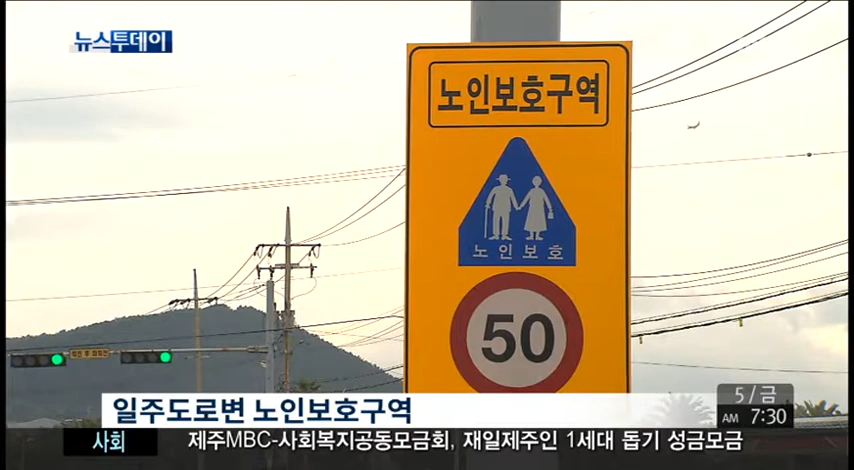 뉴스투데이
노인보호구역
노인보호
50
일주도로변 노인보호구역
5/금
AM 7:30
사회 제주MBC-사회복지공동모금회, 재일제주인 1세대 돕기 성금모금